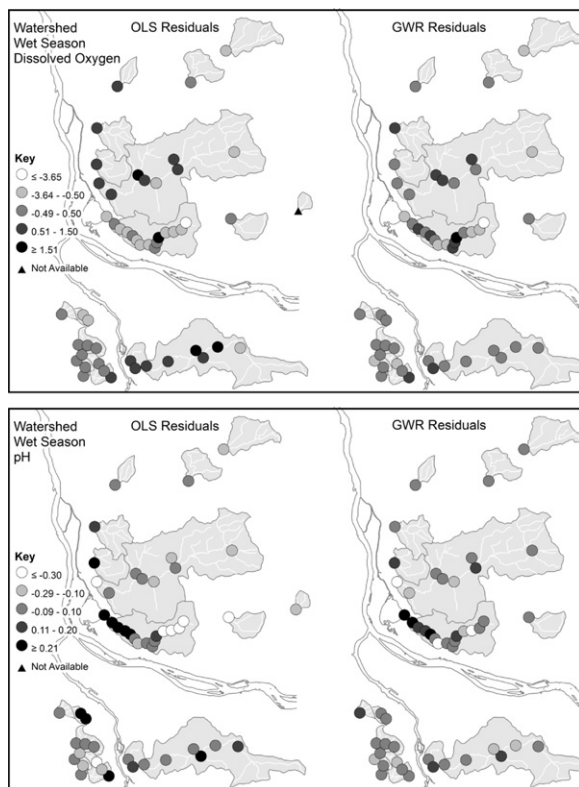 Watershed
Wet Season
Dissolved Oxygen
OLS Residuals
GWR Residuals
Key
≤ -3.65
-3.64 - -0.50
-0.49 - 0.50
0.51 - 1.50
≥ 1.51
Not Available
Watershed
Wet Season
pH
OLS Residuals
GWR Residuals
Key
≤ -0.30
-0.29 - -0.10
-0.09 - 0.10
0.11 - 0.20
≥ 0.21
Not Available